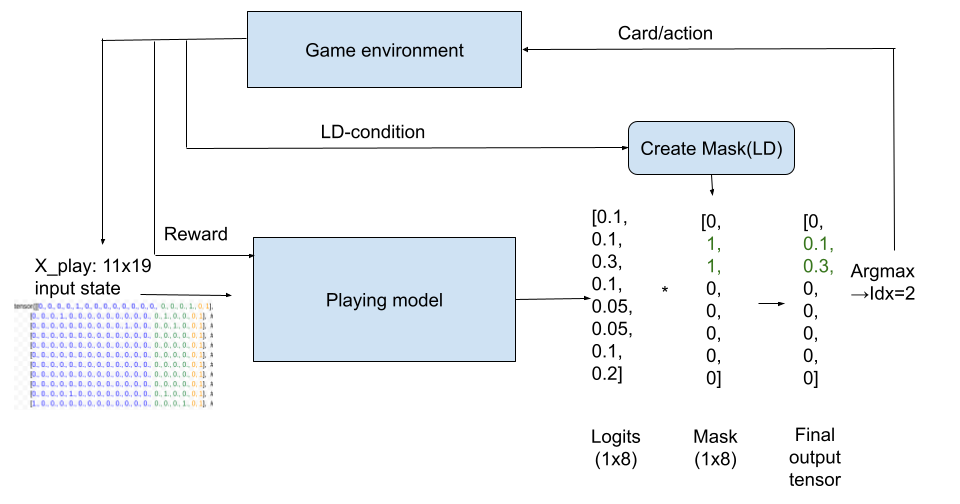 Card/action
Game environment
LD-condition
Create Mask(LD)
Reward
X_play: 11x19
input state
Playing model
[0.1,
0.1,
0.3,
0.1,
0.05,
0.05,
0.1,
0.2]
*
[0,
1,
1,
0,
0,
0,
0,
0]
[0,
0.1,
0.3,
0,
0,
0,
0,
0]
Argmax
→Idx=2
Logits
(1x8)
Mask
(1x8)
Final
output
tensor